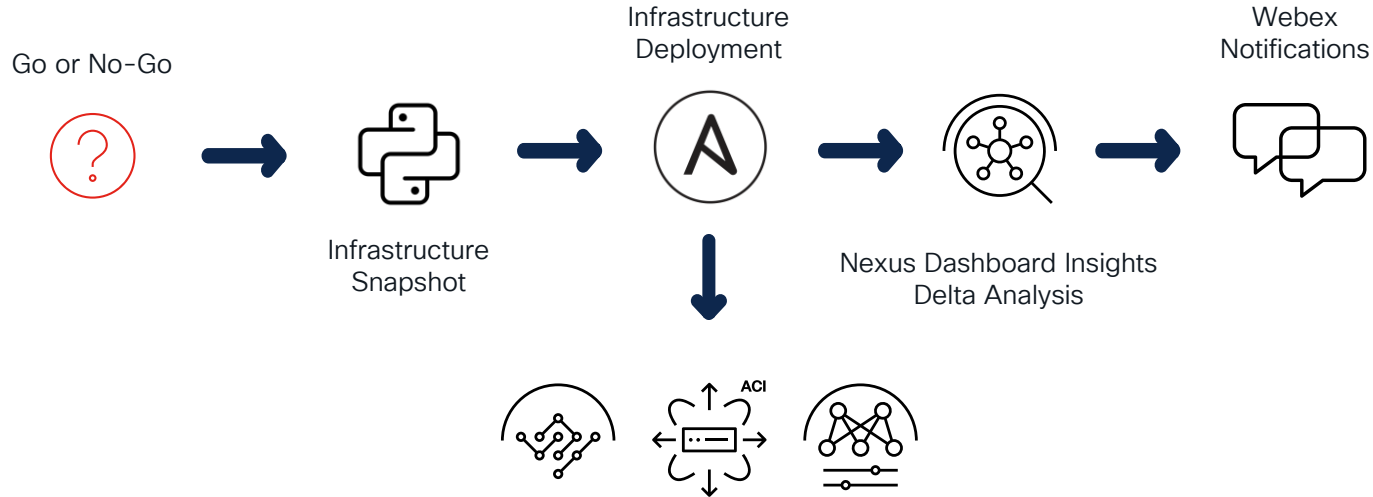 Go or No-Go
Infrastructure
Snapshot
Infrastructure
Deployment
Nexus Dashboard Insights
Delta Analysis
Webex
Notifications
ACI